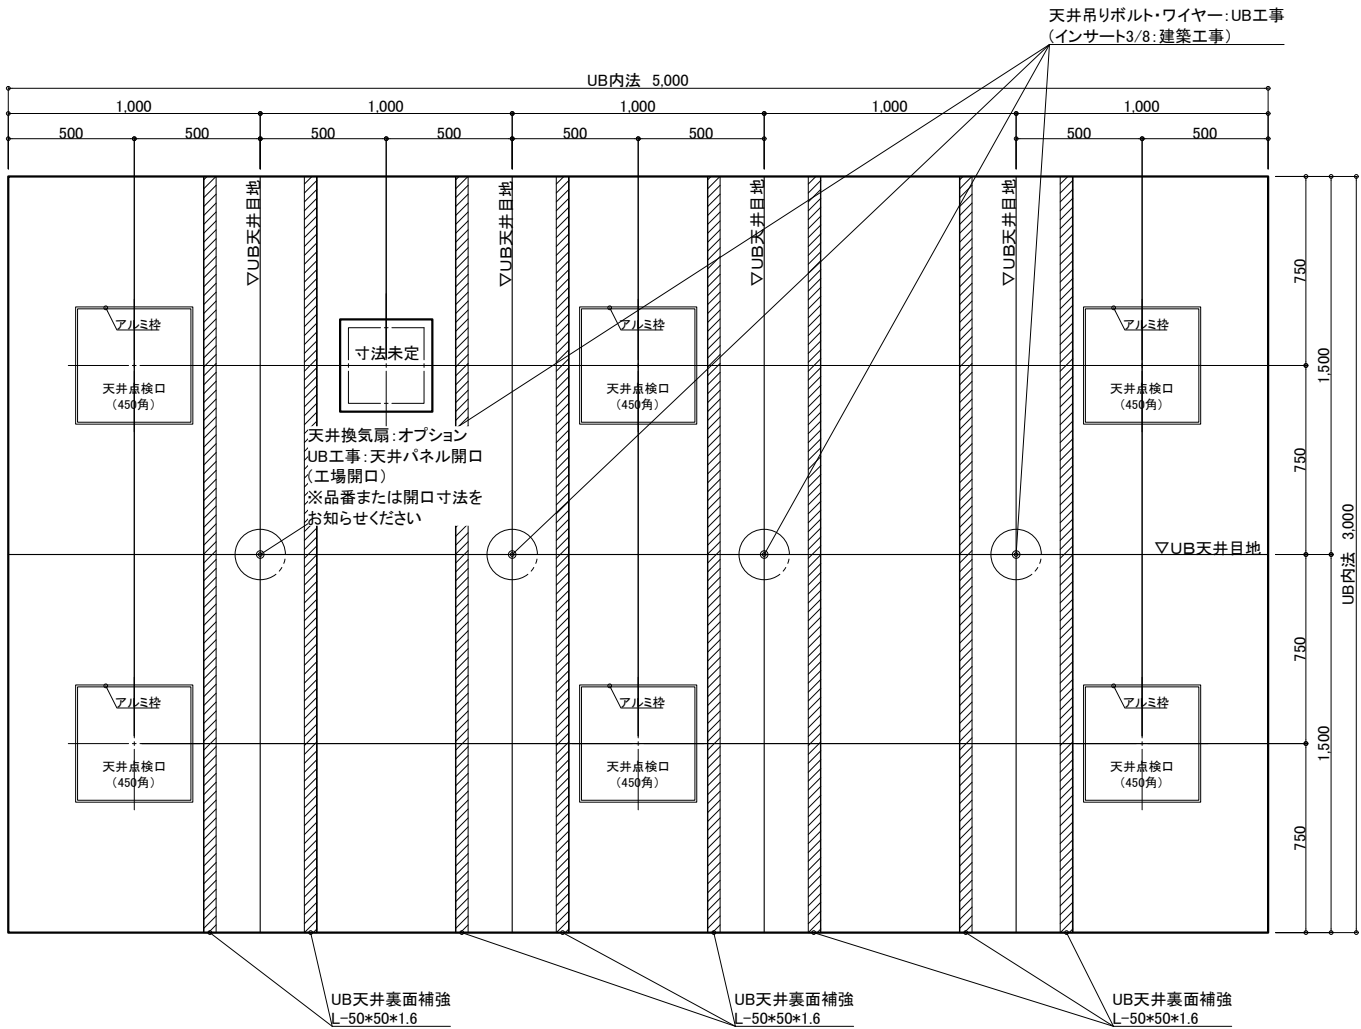 天井吊りボルト・ワイヤー：UB工事
（インサート3/8：建築工事）
UB内法 5,000
1,000
1,000
1,000
1,000
1,000
500
500
500
500
500
500
500
500
▽UB天井目地
▽UB天井目地
▽UB天井目地
▽UB天井目地
アルミ枠
天井点検口
（450角）
寸法未定
アルミ枠
天井点検口
（450角）
アルミ枠
天井点検口
（450角）
天井換気扇：オプション
UB工事：天井パネル開口
（工場開口）
※品番または開口寸法を
お知らせください
▽UB天井目地
アルミ枠
天井点検口
（450角）
アルミ枠
天井点検口
（450角）
アルミ枠
天井点検口
（450角）
750
750
750
750
1,500
1,500
UB内法 3,000
UB天井裏面補強
L-50*50*1.6
UB天井裏面補強
L-50*50*1.6
UB天井裏面補強
L-50*50*1.6